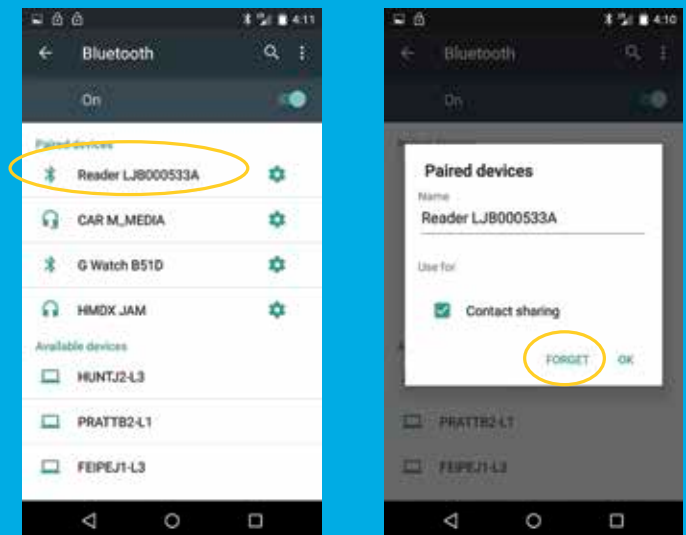 4:11
Bluetooth
On
Paired devices
Reader LJB000533A
CAR M_MEDIA
G Watch B51D
HMDX JAM
Available devices
HUNTJ2-L3
PRATTB2-L1
FEIPEJ1-L3
4:10
Bluetooth
On
Paired devices
Name
Reader LJB000533A
Use for
Contact sharing
FORGET OK
PRATTB2-L1
FEIPEJ1-L3